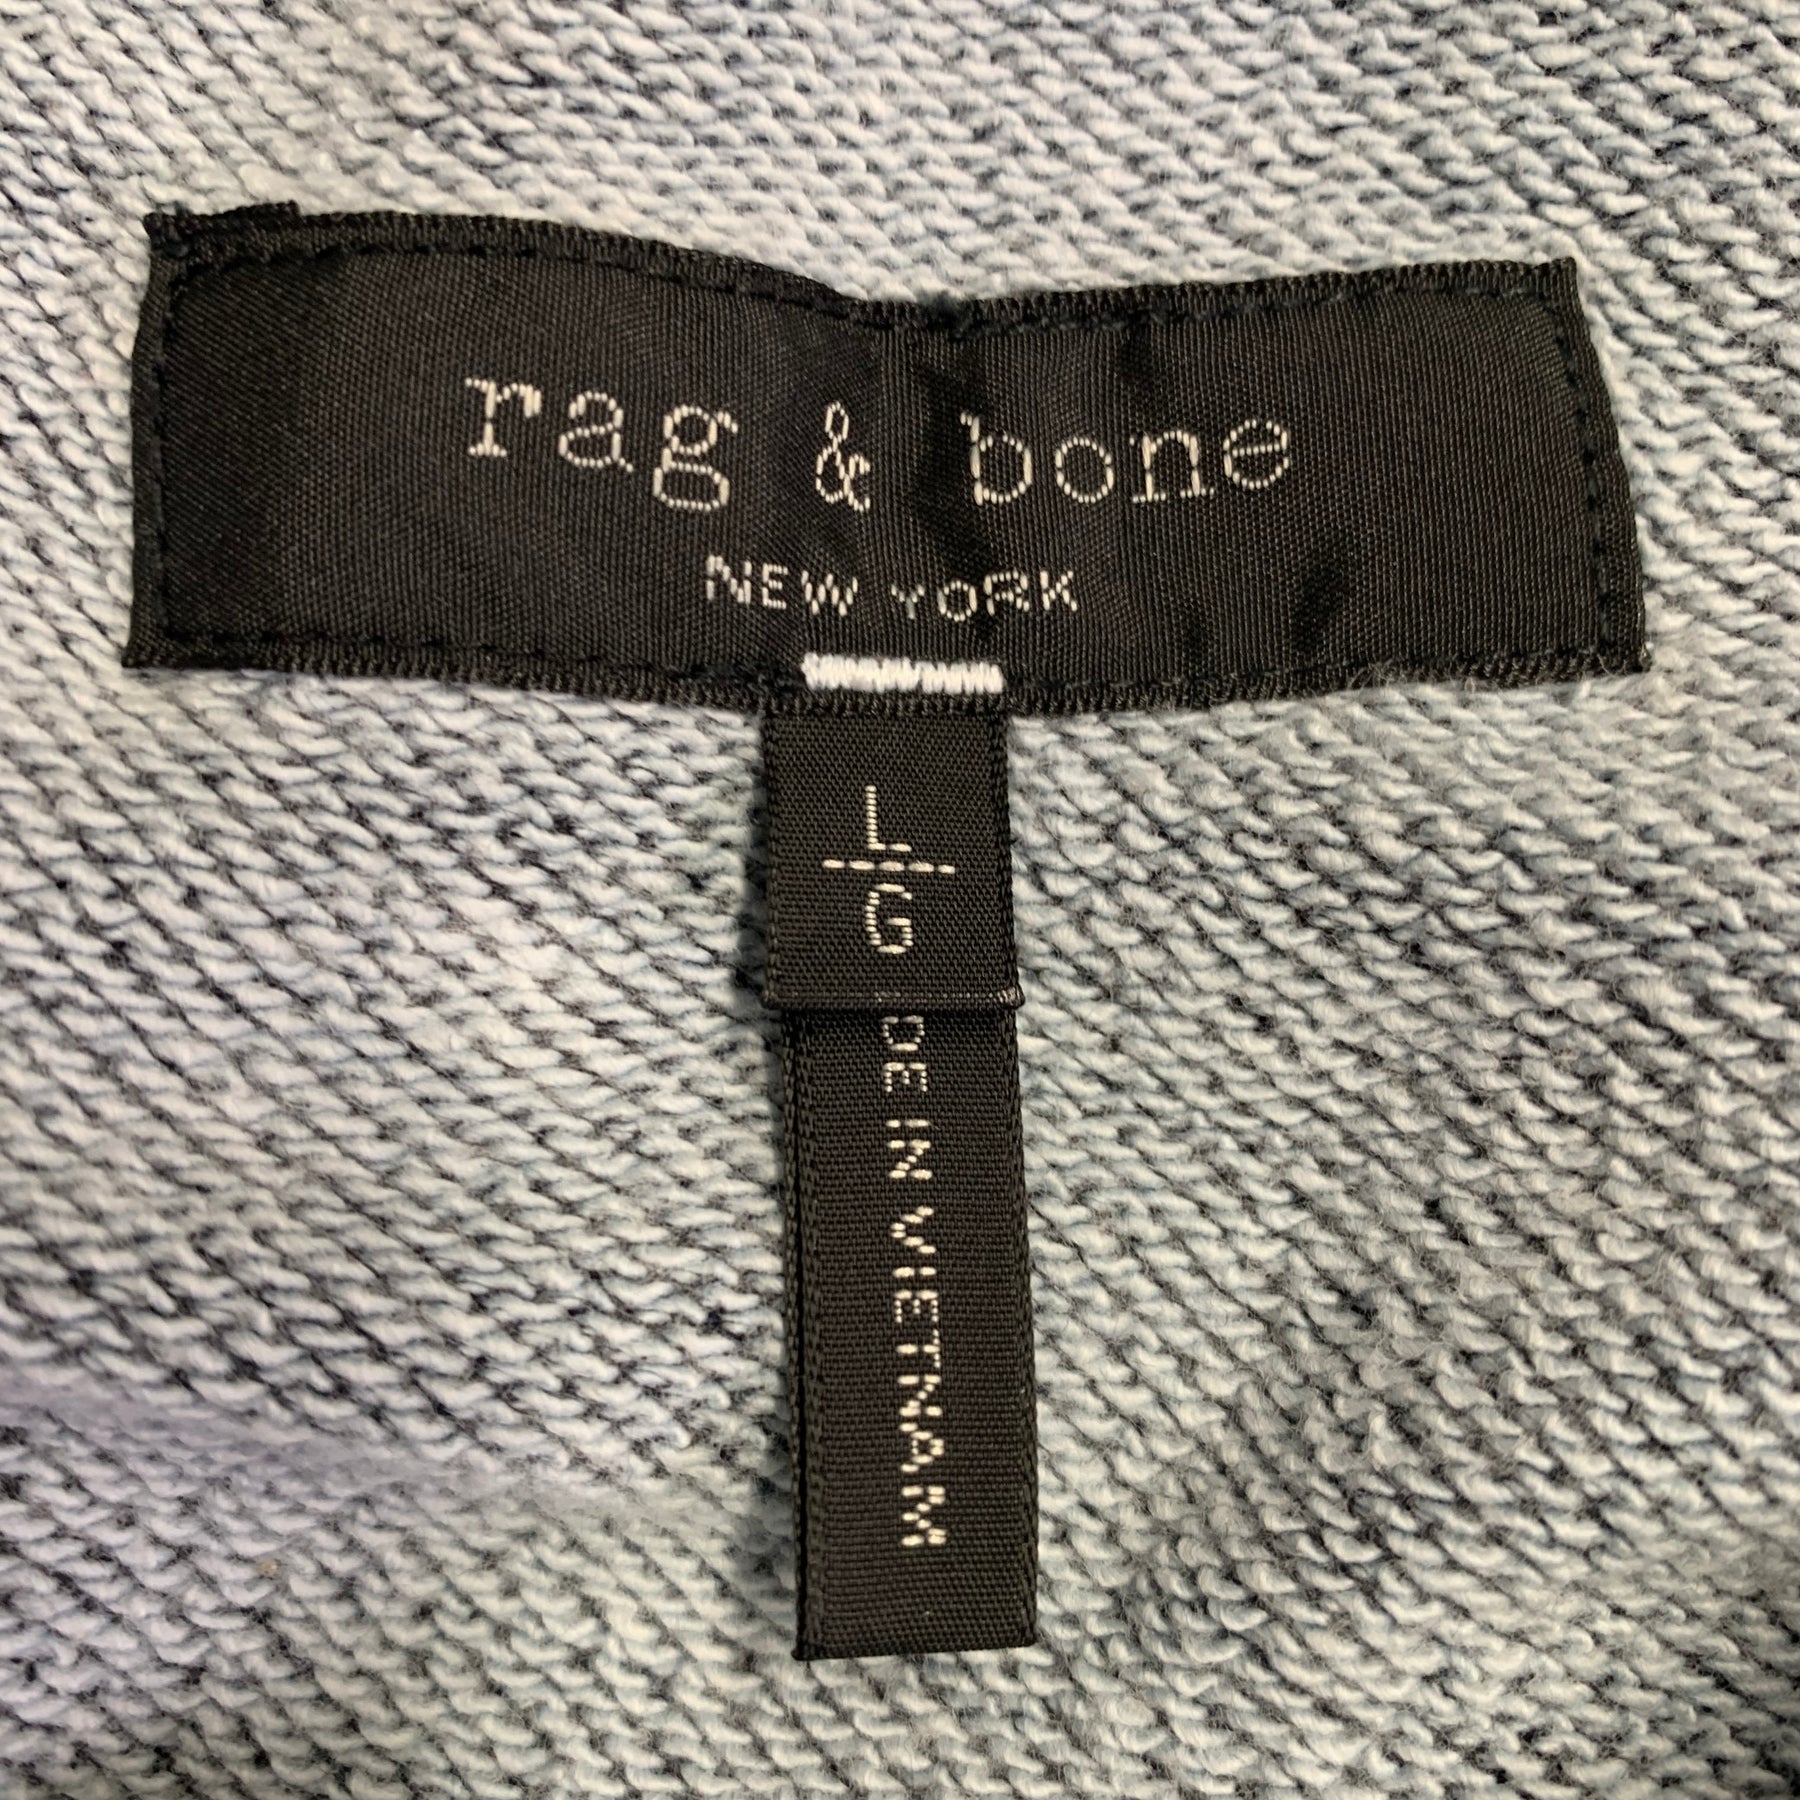 rag & bone
NEW YORK
L
G
DE IN VIETNAM